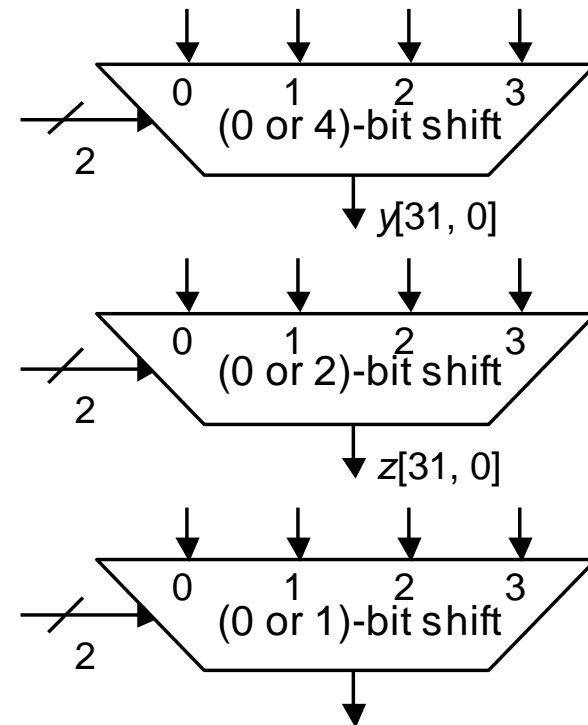 0 1 2 3
(0 or 4)-bit shift
2
y[31, 0]
0 1 2 3
(0 or 2)-bit shift
2
z[31, 0]
0 1 2 3
(0 or 1)-bit shift
2